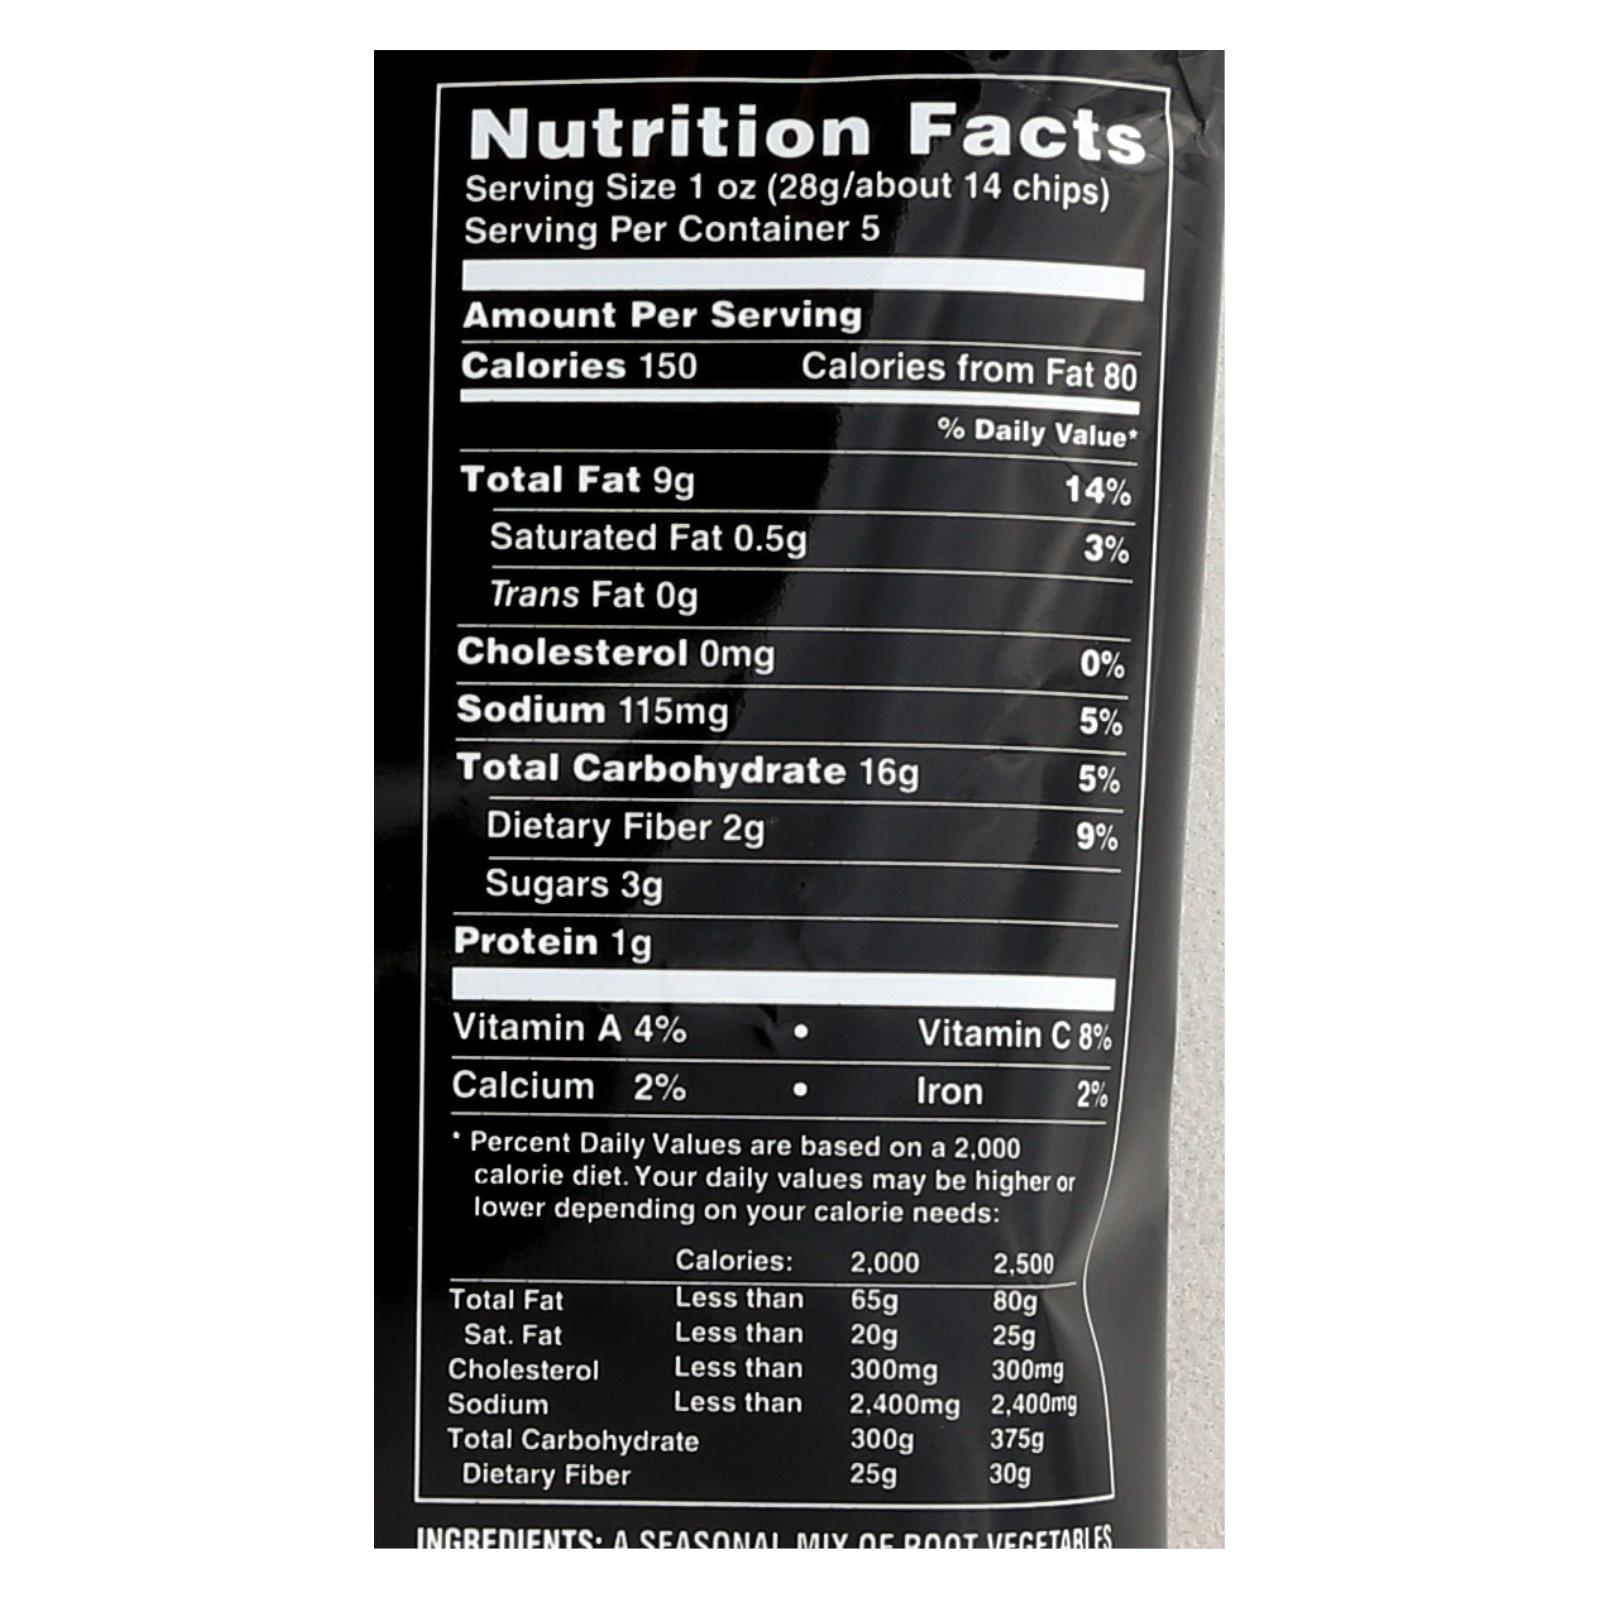 Nutrition Facts
Serving Size 1 oz (28g/about 14 chips)
Serving Per Container 5
Amount Per Serving
Calories 150 Calories from Fat 80
% Daily Value*
Total Fat 9g 14%
Saturated Fat 0.5g 3%
Trans Fat 0g
Cholesterol 0mg 0%
Sodium 115mg 5%
Total Carbohydrate 16g 5%
Dietary Fiber 2g 9%
Sugars 3g
Protein 1g
Vitamin A 4% • Vitamin C 8%
Calcium 2% • Iron 2%
* Percent Daily Values are based on a 2,000
calorie diet. Your daily values may be higher or
lower depending on your calorie needs:
Calories: 2,000 2,500
Total Fat Less than 65g 80g
Sat. Fat Less than 20g 25g
Cholesterol Less than 300mg 300mg
Sodium Less than 2,400mg 2,400mg
Total Carbohydrate 300g 375g
Dietary Fiber 25g 30g
INGREDIENTS: A SEASONAL MIX OF ROOT VEGETABLES